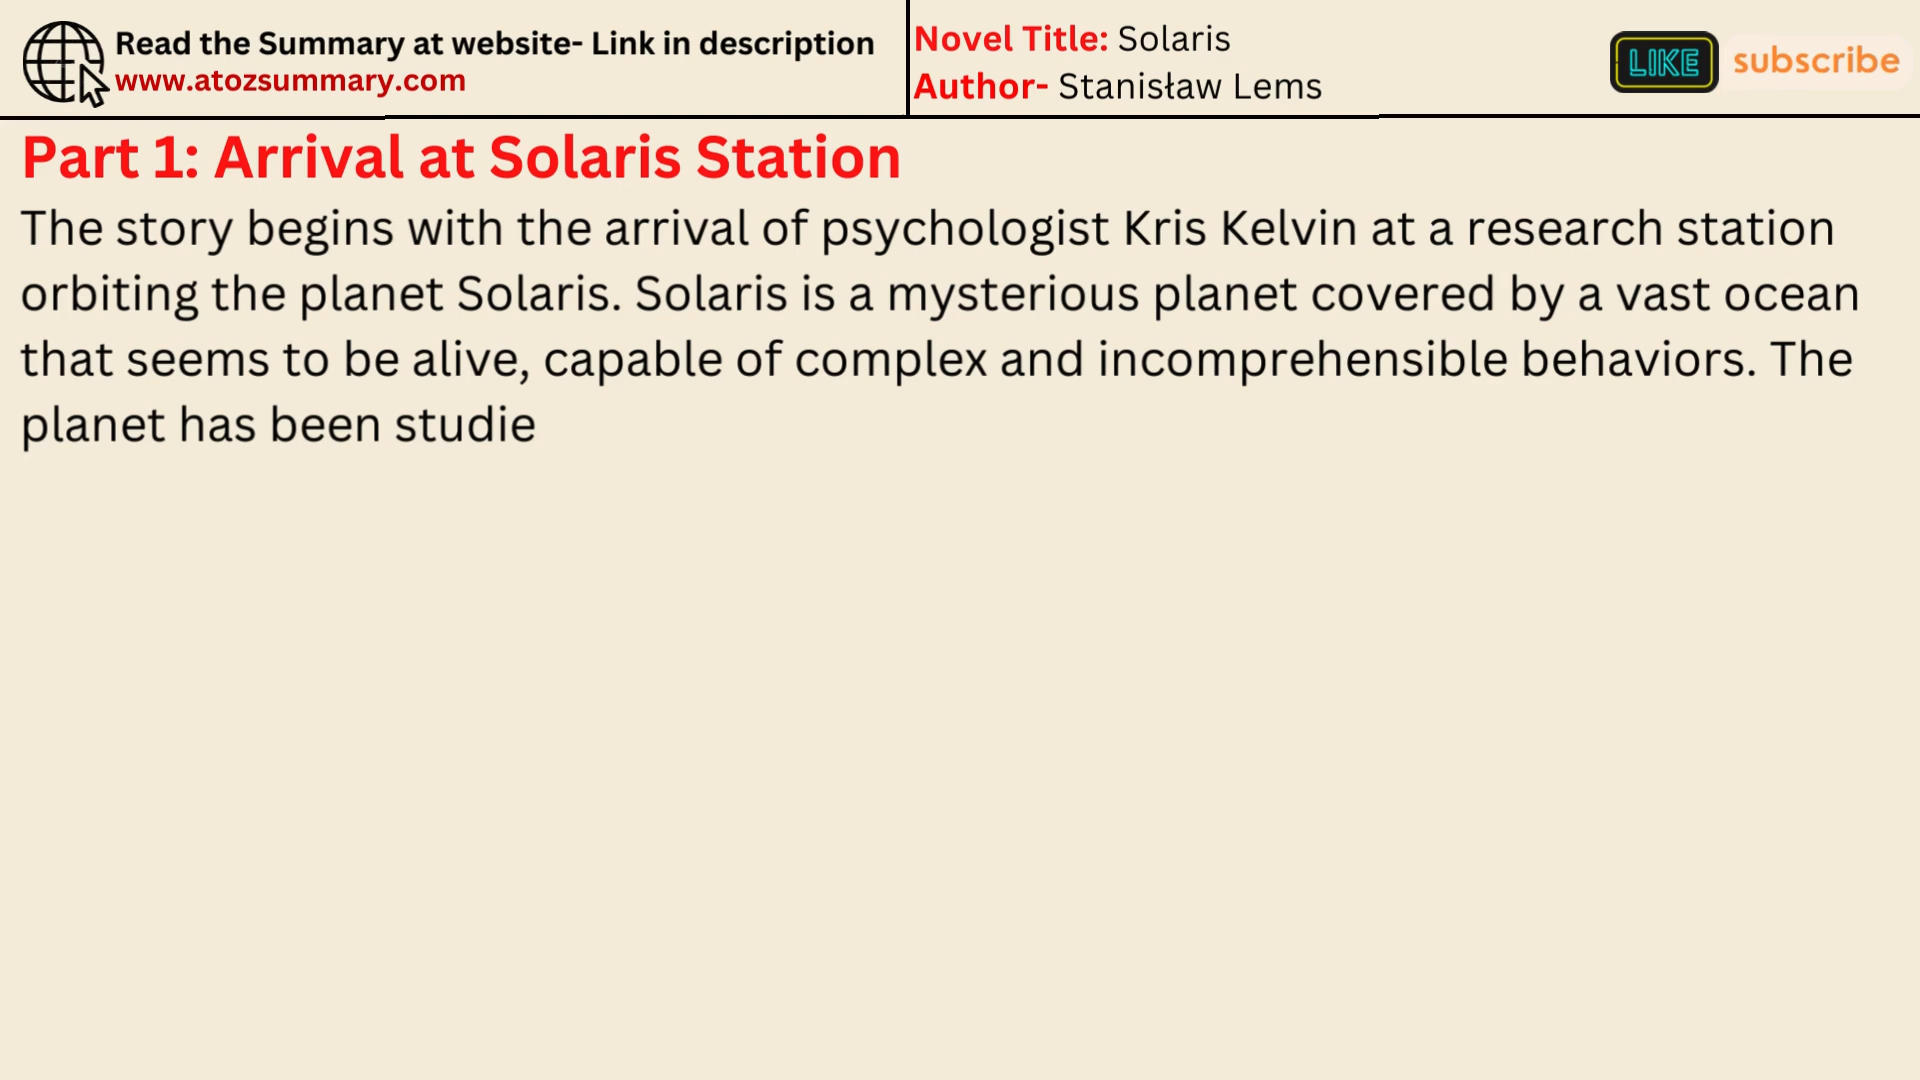 Read the Summary at website- Link in description
www.atozsummary.com
Novel Title: Solaris
Author- Stanisław Lems
LIKE
subscribe
Part 1: Arrival at Solaris Station
The story begins with the arrival of psychologist Kris Kelvin at a research station
orbiting the planet Solaris. Solaris is a mysterious planet covered by a vast ocean
that seems to be alive, capable of complex and incomprehensible behaviors. The
planet has been studie